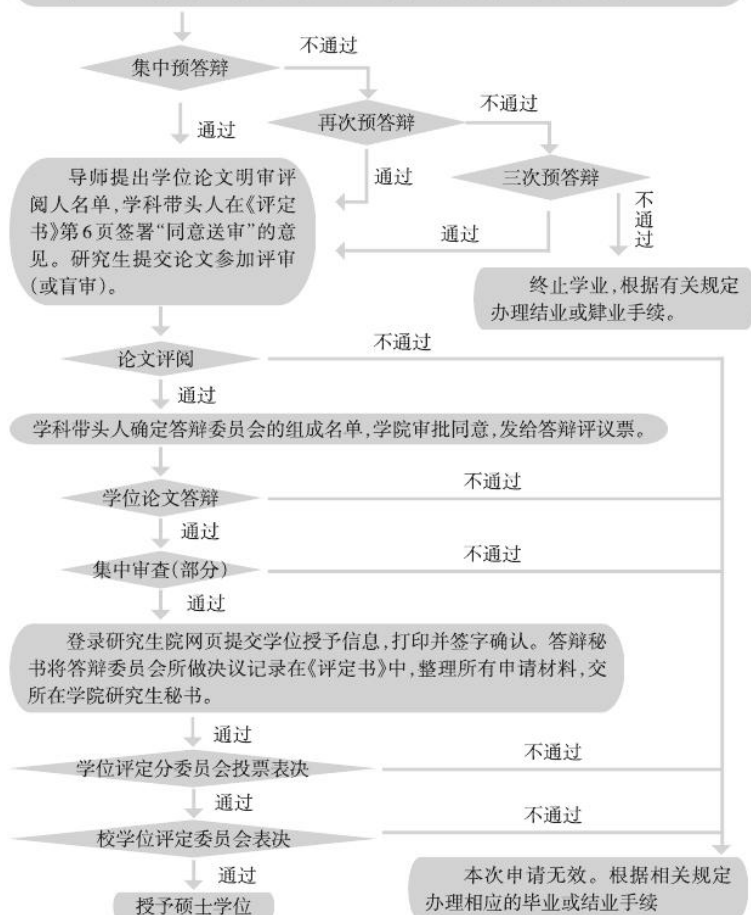 不通过
集中预答辩
不通过
通过
再次预答辩
导师提出学位论文明审评
阅人名单,学科带头人在《评定
书》第6页签署“同意送审”的意
见。研究生提交论文参加评审
(或盲审)。
通过
三次预答辩
不通过
通过
终止学业,根据有关规定
办理结业或肄业手续。
不通过
论文评阅
通过
学科带头人确定答辩委员会的组成名单,学院审批同意,发给答辩评议票。
不通过
学位论文答辩
通过
不通过
集中审查(部分)
通过
登录研究生院网页提交学位授予信息,打印并签字确认。答辩秘
书将答辩委员会所做决议记录在《评定书》中,整理所有申请材料,交
所在学院研究生秘书。
通过
不通过
学位评定分委员会投票表决
通过
不通过
校学位评定委员会表决
通过
本次申请无效。根据相关规定
办理相应的毕业或结业手续
授予硕士学位